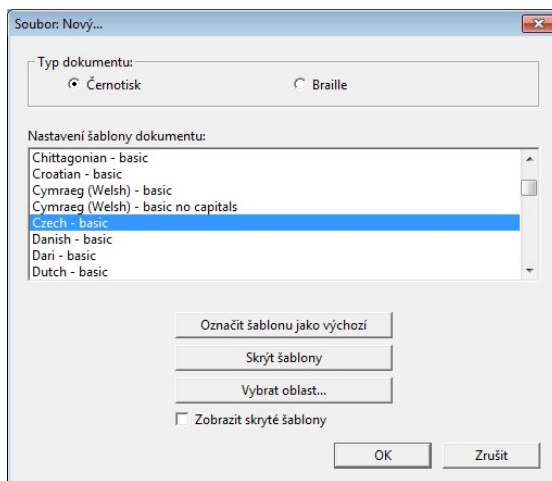 Soubor: Nový...
Typ dokumentu:
Černotisk Braille
Nastavení šablony dokumentu:
Chittagonian - basic
Croatian - basic
Cymraeg (Welsh) - basic
Cymraeg (Welsh) - basic no capitals
Czech - basic
Danish - basic
Dari - basic
Dutch - basic
Označit šablonu jako výchozí
Skrýt šablony
Vybrat oblast...
Zobrazit skryté šablony
OK Zrušit